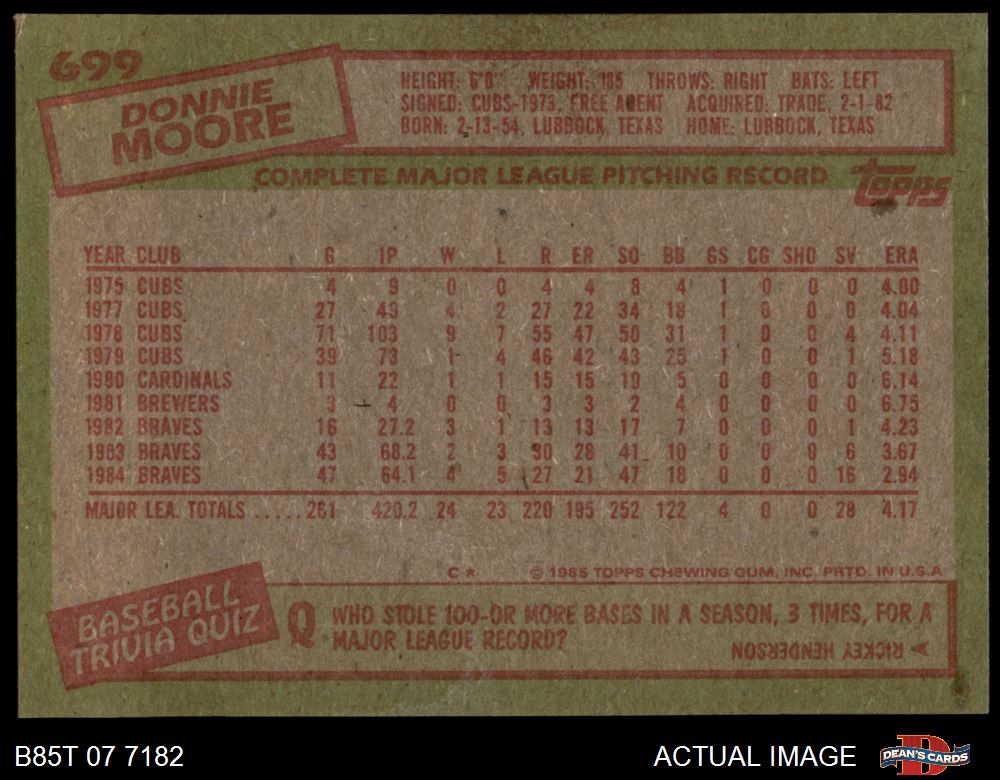 699
DONNIE
MOORE
HEIGHT: 6'0" WEIGHT: 185 THROWS: RIGHT BATS: LEFT
SIGNED: CUBS-1973, FREE AGENT ACQUIRED: TRADE, 2-1-82
BORN: 2-13-54, LUBBOCK, TEXAS HOME: LUBBOCK, TEXAS
COMPLETE MAJOR LEAGUE PITCHING RECORD
TOPPS
YEAR CLUB G IP W L R ER SO BB GS CG SHO SV ERA
1975 CUBS 4 9 0 0 4 4 8 4 1 0 0 0 4.00
1977 CUBS 27 49 4 2 27 22 34 18 1 0 0 0 4.04
1978 CUBS 71 103 9 7 55 47 50 31 1 0 0 4 4.11
1979 CUBS 39 73 1 4 46 42 43 25 1 0 0 1 5.18
1980 CARDINALS 11 22 1 1 15 15 10 5 0 0 0 0 6.14
1981 BREWERS 3 4 0 0 3 3 2 4 0 0 0 0 6.75
1982 BRAVES 16 27.2 3 1 13 13 17 7 0 0 0 1 4.23
1983 BRAVES 43 68.2 2 3 30 28 41 10 0 0 0 6 3.67
1984 BRAVES 47 64.1 4 5 27 21 47 18 0 0 0 16 2.94
MAJOR LEA. TOTALS ..... 261 420.2 24 23 220 195 252 122 4 0 0 28 4.17
C * © 1985 TOPPS CHEWING GUM, INC. PRTD. IN U.S.A
BASEBALL
TRIVIA QUIZ
Q WHO STOLE 100-OR MORE BASES IN A SEASON, 3 TIMES, FOR A
MAJOR LEAGUE RECORD?
A RICKEY HENDERSON
B85T 07 7182
ACTUAL IMAGE
DEAN'S CARDS